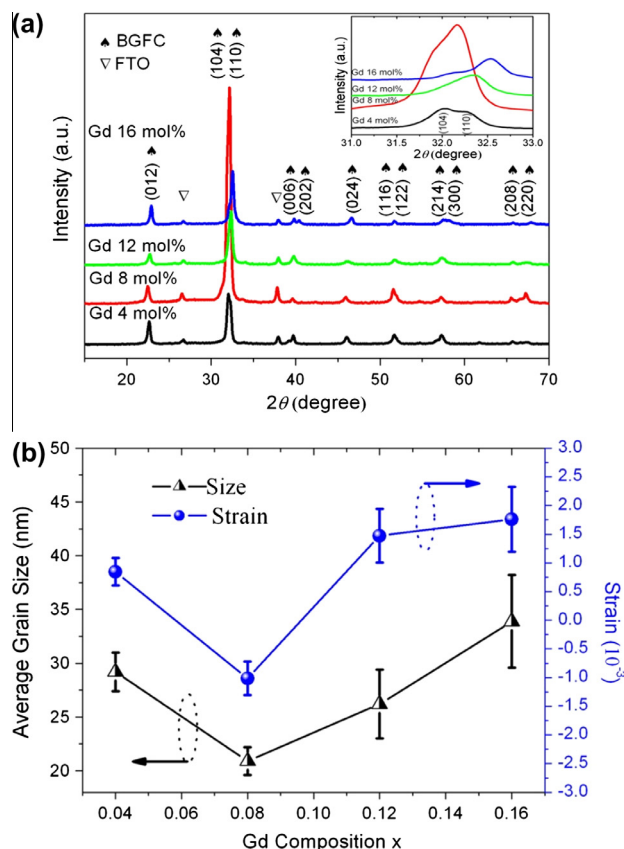 (a)
♠ BGFC
▽ FTO
(104)
(110)
Gd 16 mol%
(012)
(006)
(202)
(024)
(116)
(122)
(214)
(300)
(208)
(220)
Gd 12 mol%
Gd 8 mol%
Gd 4 mol%
Intensity (a.u.)
20 30 40 50 60 70
2θ (degree)
Intensity (a.u.)
Gd 16 mol%
Gd 12 mol%
Gd 8 mol%
Gd 4 mol%
(104)
(110)
31.0 31.5 32.0 32.5 33.0
2θ (degree)
(b)
50
45
40
35
30
25
20
Average Grain Size (nm)
Size
Strain
3.0
2.5
2.0
1.5
1.0
0.5
0.0
-0.5
-1.0
-1.5
-2.0
-2.5
-3.0
Strain (10⁻³)
0.04 0.06 0.08 0.10 0.12 0.14 0.16
Gd Composition x